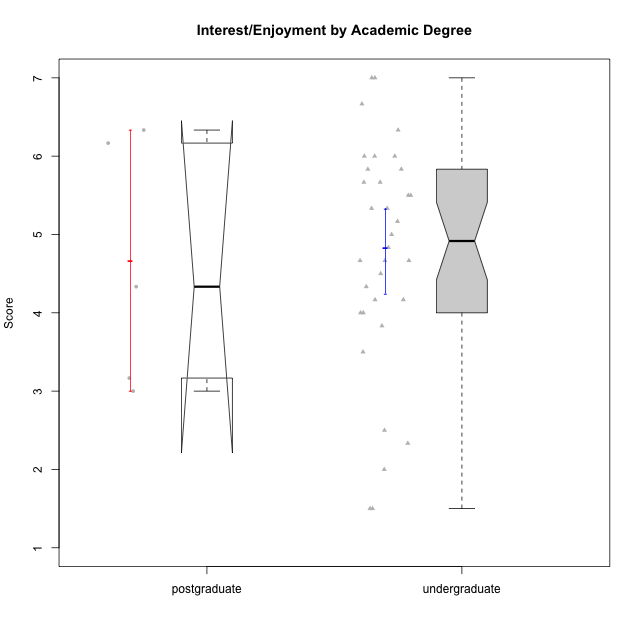 Interest/Enjoyment by Academic Degree
7
6
5
4
3
2
1
Score
postgraduate
undergraduate